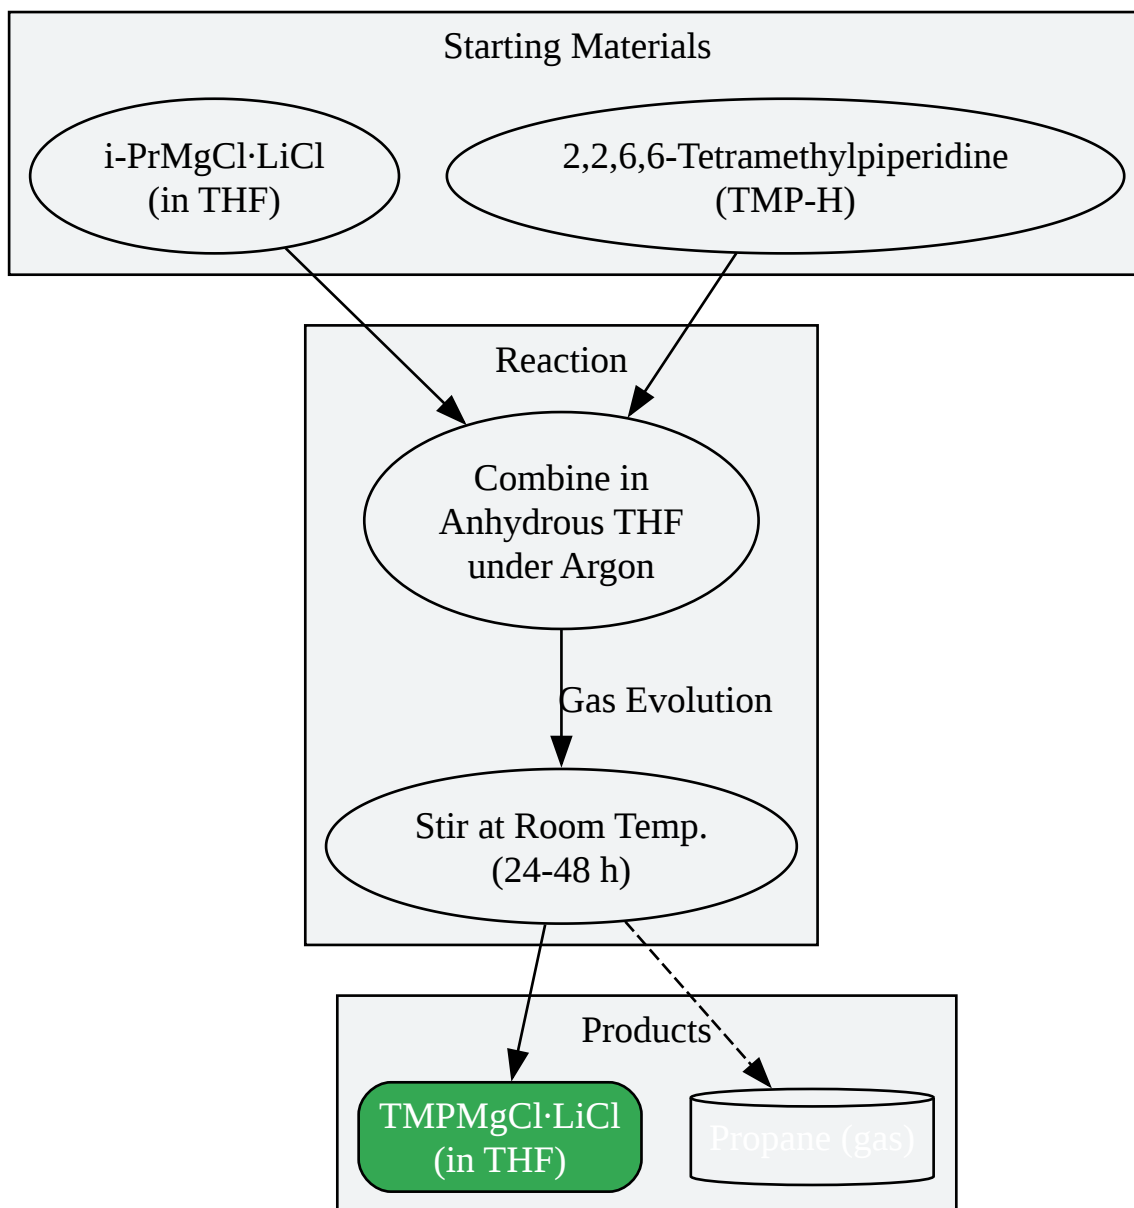 Starting Materials
i-PrMgCl·LiCl
(in THF)
2,2,6,6-Tetramethylpiperidine
(TMP-H)
Reaction
Combine in
Anhydrous THF
under Argon
Gas Evolution
Stir at Room Temp.
(24-48 h)
Products
TMPMgCl·LiCl
(in THF)
Propane (gas)